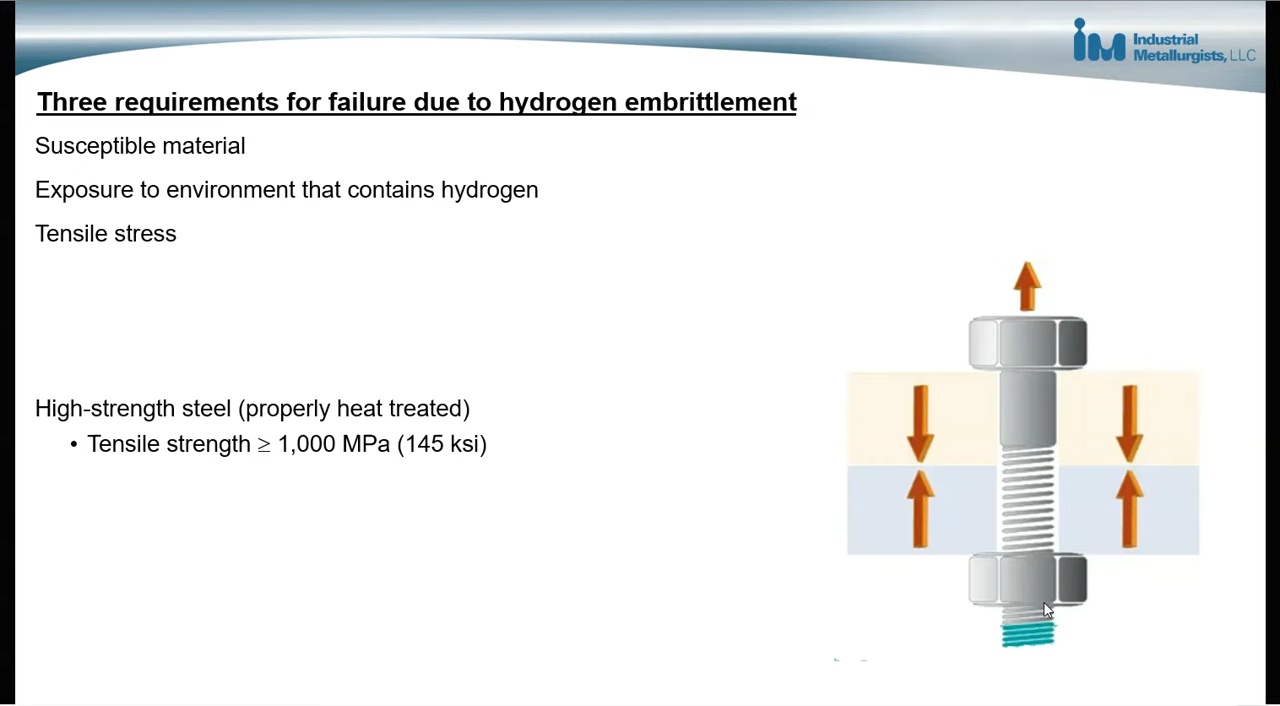 Industrial
Metallurgists, LLC
Three requirements for failure due to hydrogen embrittlement
Susceptible material
Exposure to environment that contains hydrogen
Tensile stress
High-strength steel (properly heat treated)
• Tensile strength ≥ 1,000 MPa (145 ksi)